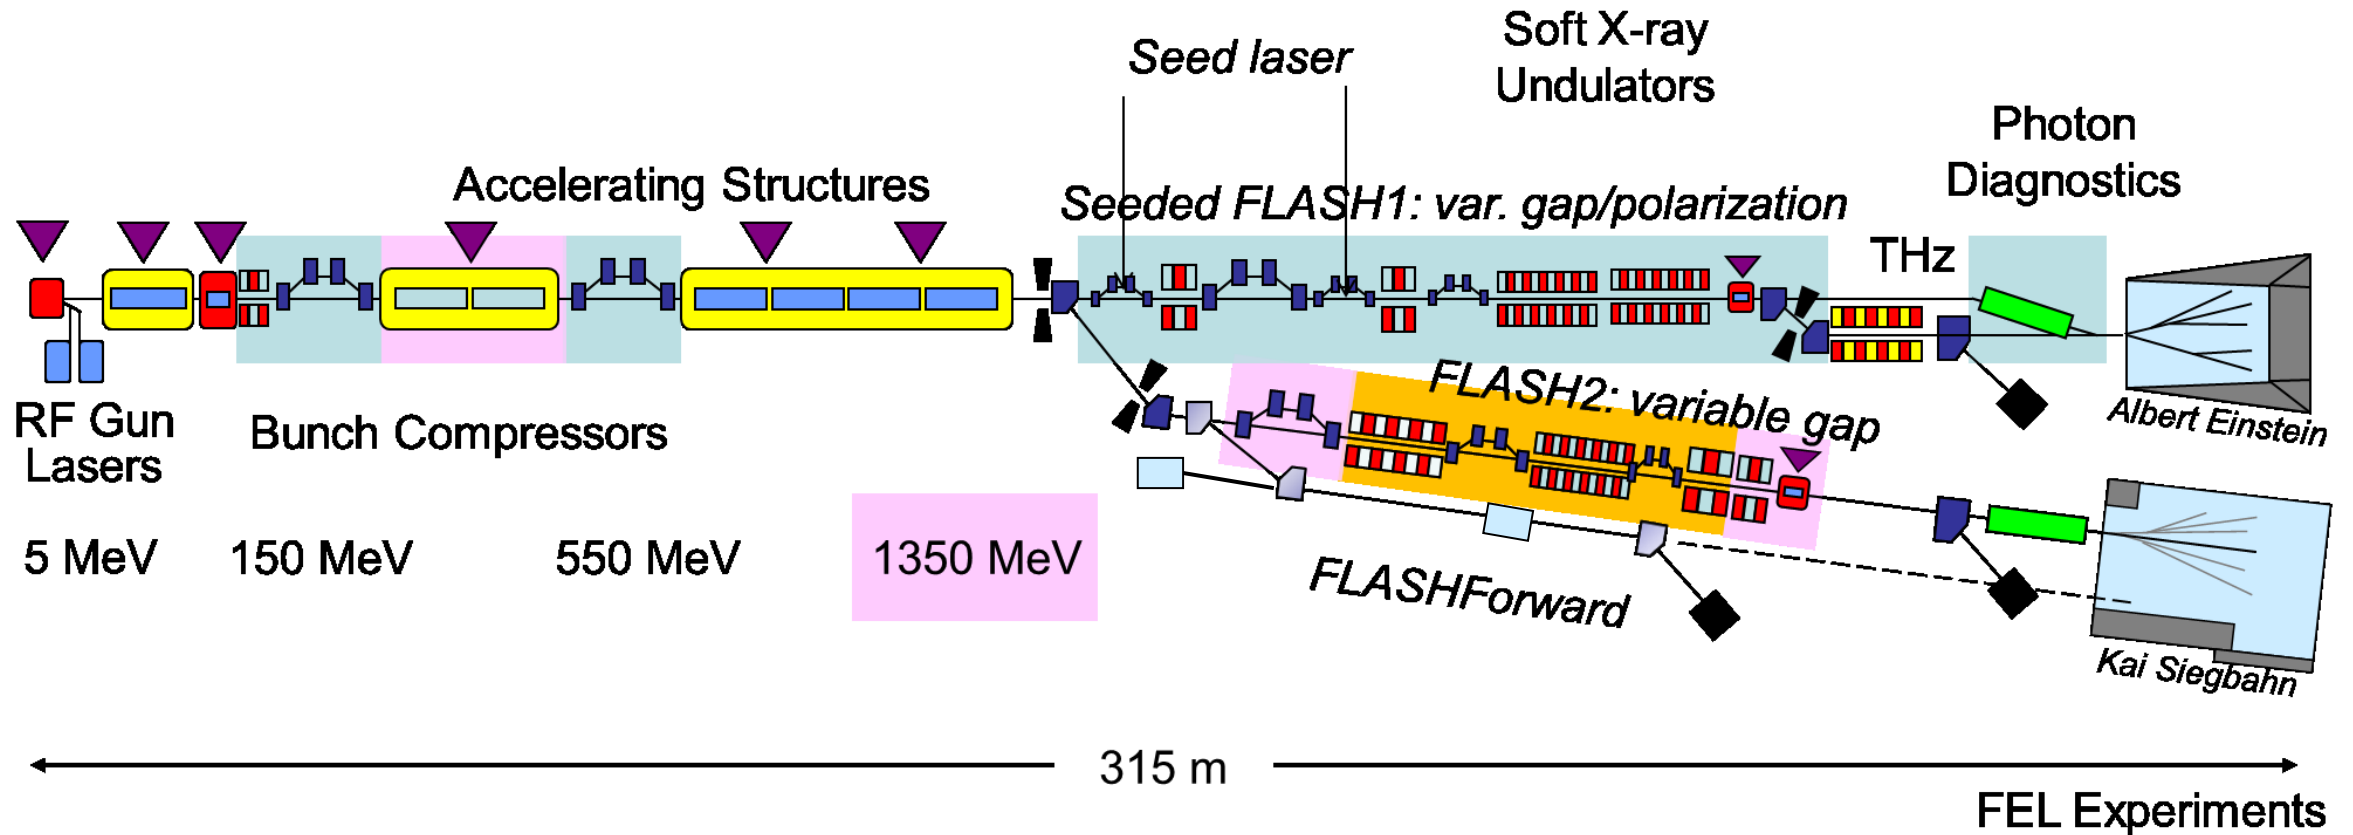 Soft X-ray
Undulators
Seed laser
Photon
Diagnostics
Accelerating Structures
Seeded FLASH1: var. gap/polarization
THz
RF Gun
Lasers
Bunch Compressors
FLASH2: variable gap
Albert Einstein
5 MeV
150 MeV
550 MeV
1350 MeV
FLASHForward
Kai Siegbahn
315 m
FEL Experiments